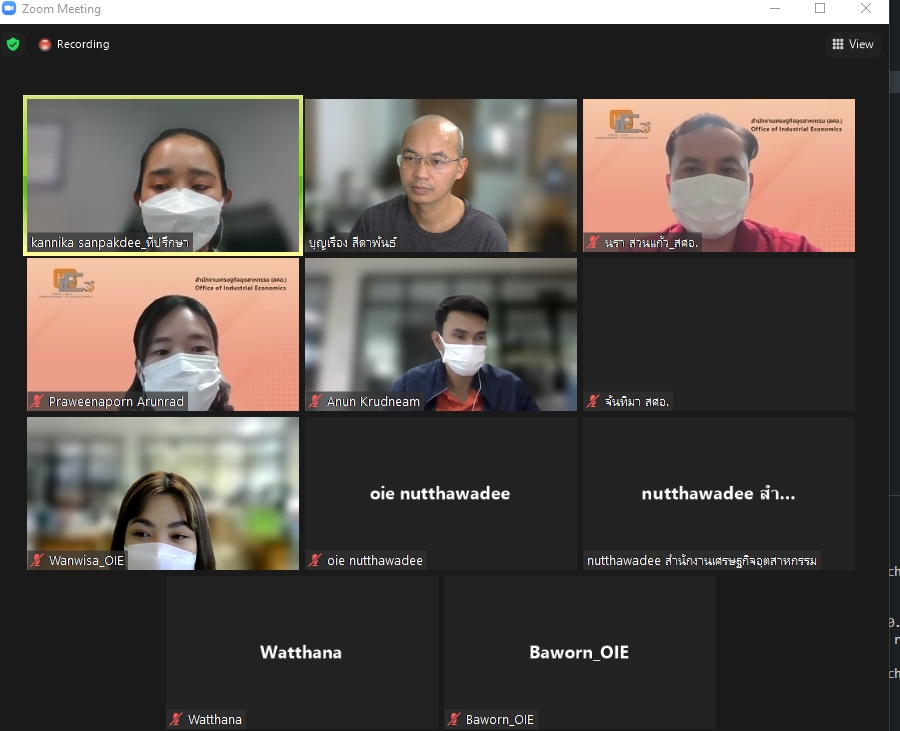 Zoom Meeting
Recording
View
kannika sanpakdee_ที่ปรึกษา
บุญเรือง สีดาพันธ์
สำนักงานเศรษฐกิจอุตสาหกรรม (สศอ.)
Office of Industrial Economics
นรา สวนแก้ว_สศอ.
สำนักงานเศรษฐกิจอุตสาหกรรม (สศอ.)
Office of Industrial Economics
Praweenaporn Arunrad
Anun Krudneam
จันทิมา สศอ.
Wanwisa_OIE
oie nutthawadee
oie nutthawadee
nutthawadee สำ...
nutthawadee สำนักงานเศรษฐกิจอุตสาหกรรม
Watthana
Watthana
Baworn_OIE
Baworn_OIE